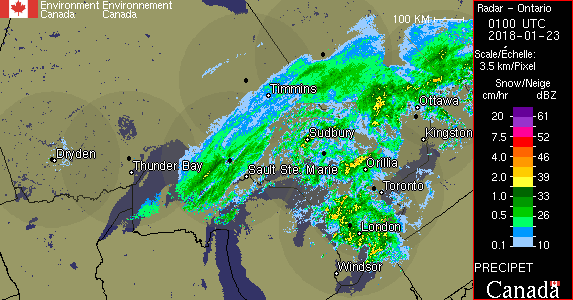 Environment Environnement
Canada Canada
100 KM
Timmins
Ottawa
Sudbury
Kingston
Dryden
Thunder Bay
Sault Ste. Marie
Orillia
Toronto
London
Windsor
Radar - Ontario
0100 UTC
2018-01-23
Scale/Échelle:
3.5 km/Pixel
Snow/Neige
cm/hr dBZ
20 61
7.5 57
5.0 52
4.0 46
2.0 39
1.0 33
0.5 26
0.1 10
PRECIPET
Canada